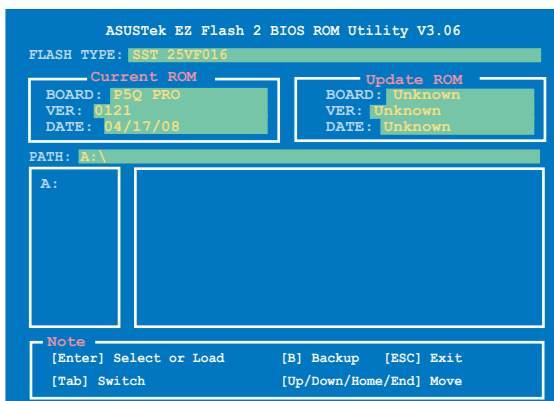 ASUSTek EZ Flash 2 BIOS ROM Utility V3.06
FLASH TYPE: SST 25VF016
Current ROM
BOARD: P5Q PRO
VER: 0121
DATE: 04/17/08
Update ROM
BOARD: Unknown
VER: Unknown
DATE: Unknown
PATH: A:\
A:
Note
[Enter] Select or Load [B] Backup [ESC] Exit
[Tab] Switch [Up/Down/Home/End] Move